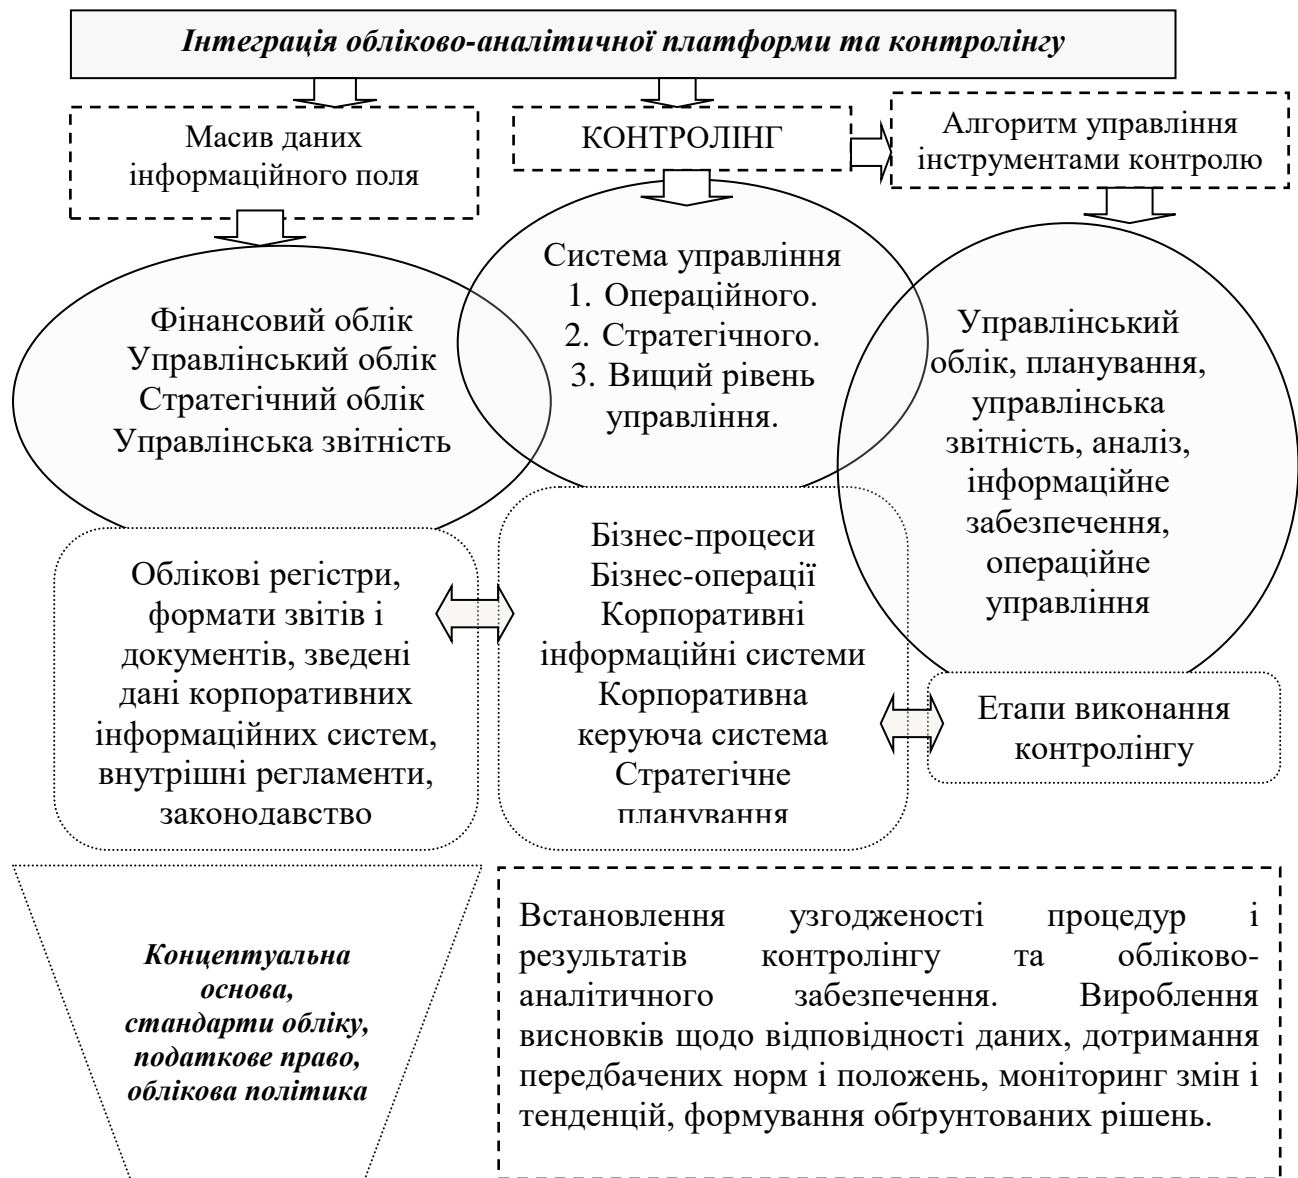 Інтеграція обліково-аналітичної платформи та контролінгу
Масив даних
інформаційного поля
КОНТРОЛІНГ
Алгоритм управління
інструментами контролю
Фінансовий облік
Управлінський облік
Стратегічний облік
Управлінська звітність
Система управління
1. Операційного.
2. Стратегічного.
3. Вищий рівень
управління.
Управлінський
облік, планування,
управлінська
звітність, аналіз,
інформаційне
забезпечення,
операційне
управління
Облікові регістри,
формати звітів і
документів, зведені
дані корпоративних
інформаційних систем,
внутрішні регламенти,
законодавство
Бізнес-процеси
Бізнес-операції
Корпоративні
інформаційні системи
Корпоративна
керуюча система
Стратегічне
планування
Етапи виконання
контролінгу
Концептуальна
основа,
стандарти обліку,
податкове право,
облікова політика
Встановлення узгодженості процедур і
результатів контролінгу та обліково-
аналітичного забезпечення. Вироблення
висновків щодо відповідності даних, дотримання
передбачених норм і положень, моніторинг змін і
тенденцій, формування обґрунтованих рішень.